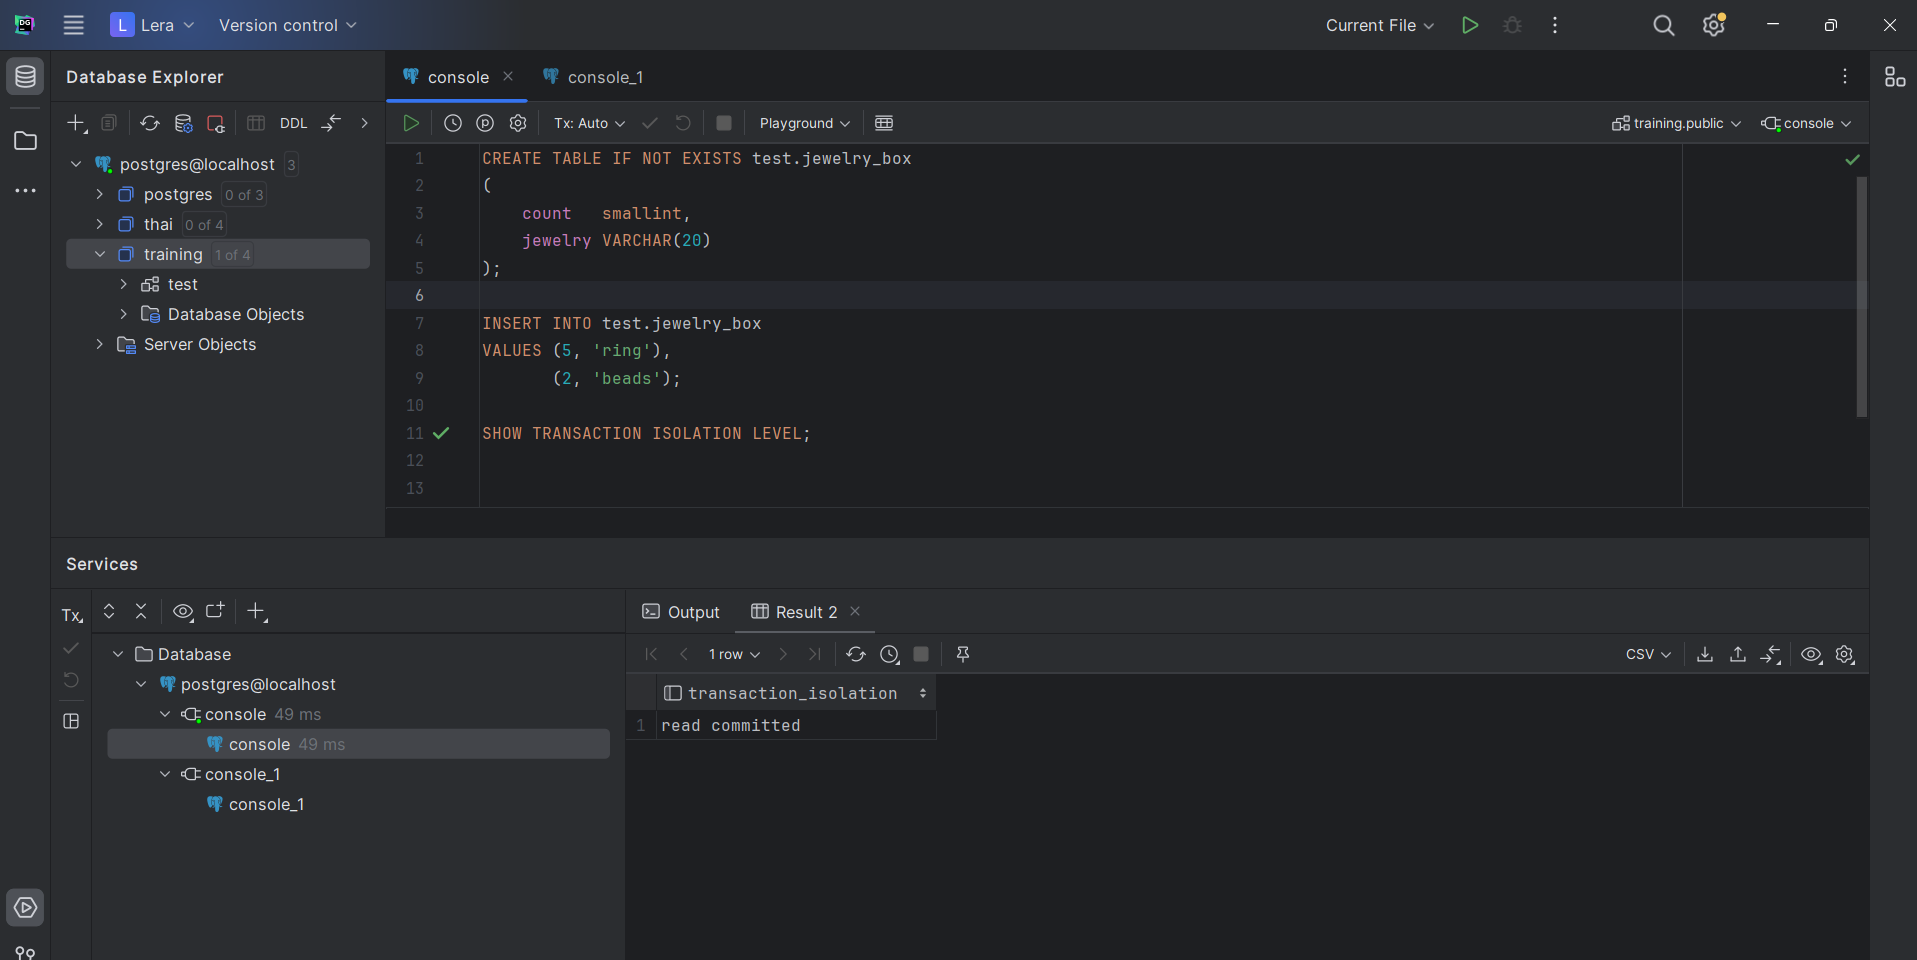 DG
L Lera Version control Current File
Database Explorer
console console_1
DDL
Tx: Auto Playground training.public console
postgres@localhost 3
postgres 0 of 3
thai 0 of 4
training 1 of 4
test
Database Objects
Server Objects
1 CREATE TABLE IF NOT EXISTS test.jewelry_box
2 (
3 count smallint,
4 jewelry VARCHAR(20)
5 );
6
7 INSERT INTO test.jewelry_box
8 VALUES (5, 'ring'),
9 (2, 'beads');
10
11 SHOW TRANSACTION ISOLATION LEVEL;
12
13
Services
Tx
Database
postgres@localhost
console 49 ms
console 49 ms
console_1
console_1
Output Result 2
1 row CSV
transaction_isolation
1 read committed